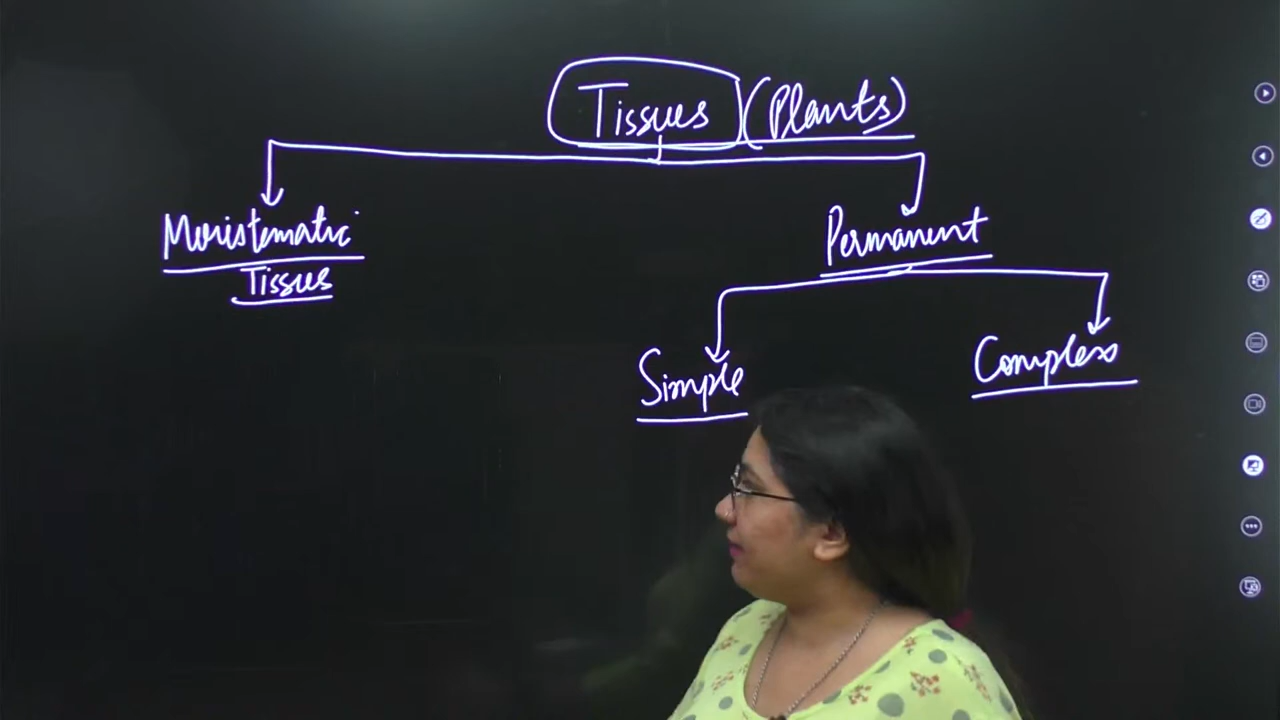 Tissues (Plants)
Meristematic
Tissues
Permanent
Simple
Complex